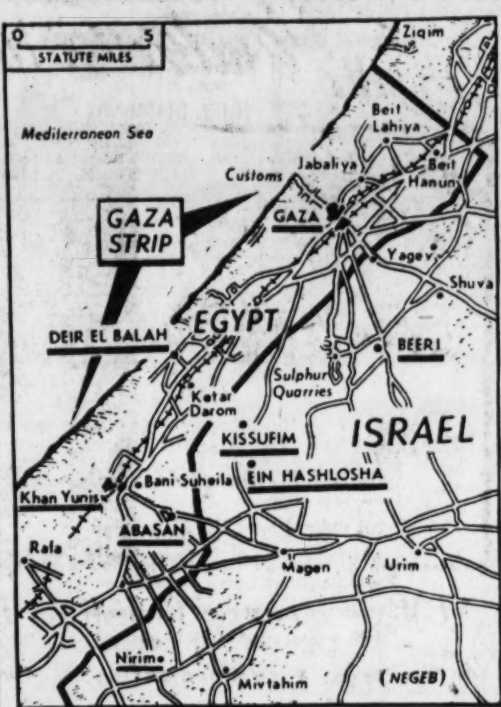 0 5
STATUTE MILES
Ziqim
Mediterranean Sea
Beit
Lahiya
Jabaliya
Beit
Hanun
Customs
GAZA
STRIP
GAZA
Yagev
Shuva
EGYPT
DEIR EL BALAH
BEERI
Sulphur
Quarries
Kefar
Darom
KISSUFIM
ISRAEL
EIN HASHLOSHA
Khan Yunis
Bani-Suheila
ABASAN
Rafa
Magen
Urim
Nirim
Mivtahim
(NEGEB)